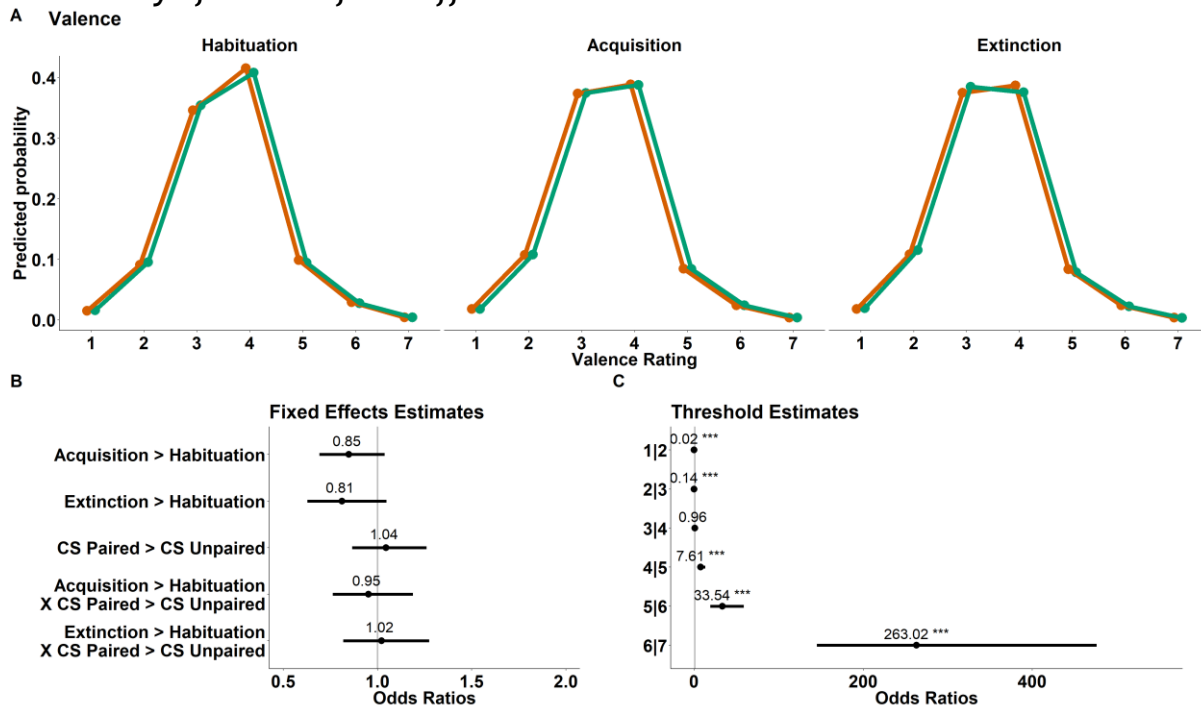 A Valence
Habituation Acquisition Extinction
Predicted probability
0.4
0.3
0.2
0.1
0.0
1 2 3 4 5 6 7 1 2 3 4 5 6 7 1 2 3 4 5 6 7
Valence Rating
B
Fixed Effects Estimates
Acquisition > Habituation
0.85
Extinction > Habituation
0.81
CS Paired > CS Unpaired
1.04
Acquisition > Habituation
X CS Paired > CS Unpaired
0.95
Extinction > Habituation
X CS Paired > CS Unpaired
1.02
0.5 1.0 1.5 2.0
Odds Ratios
C
Threshold Estimates
1|2
0.02 ***
2|3
0.14 ***
3|4
0.96
4|5
7.61 ***
5|6
33.54 ***
6|7
263.02 ***
0 200 400
Odds Ratios